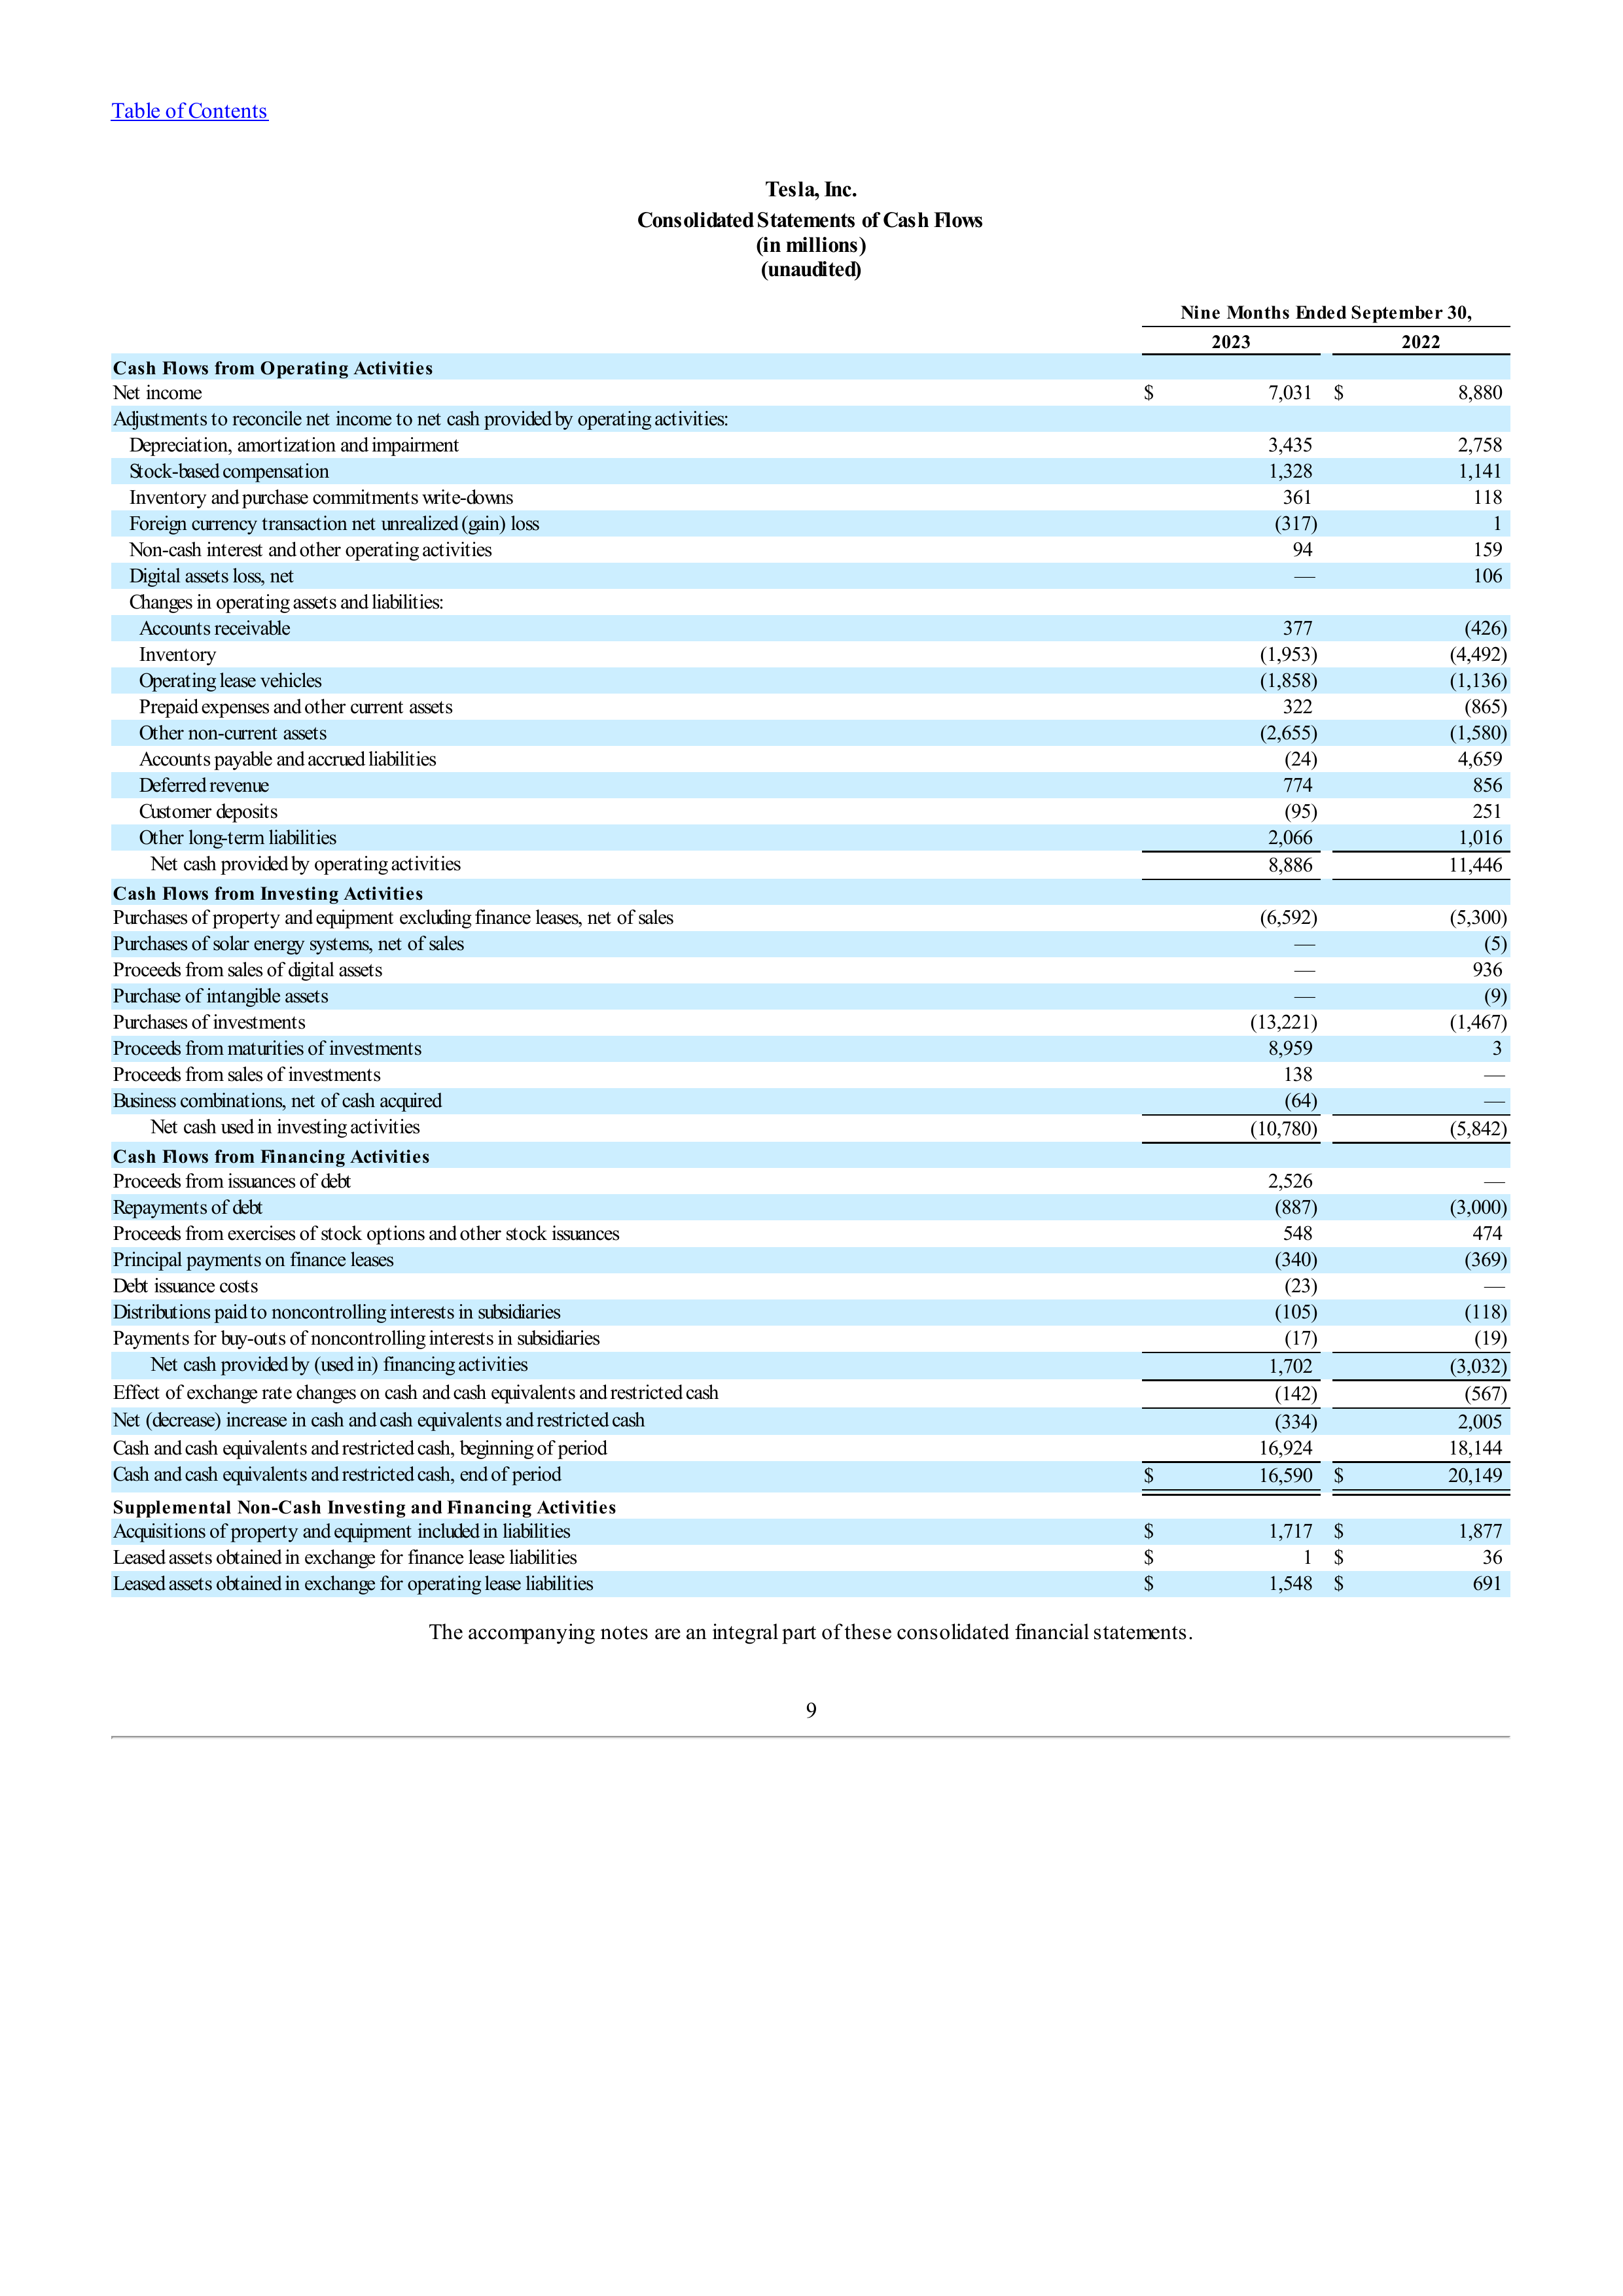 Table of Contents
Tesla, Inc.
Consolidated Statements of Cash Flows
(in millions)
(unaudited)
Nine Months Ended September 30,
2023 2022
Cash Flows from Operating Activities
Net income $ 7,031 $ 8,880
Adjustments to reconcile net income to net cash provided by operating activities:
Depreciation, amortization and impairment 3,435 2,758
Stock-based compensation 1,328 1,141
Inventory and purchase commitments write-downs 361 118
Foreign currency transaction net unrealized (gain) loss (317) 1
Non-cash interest and other operating activities 94 159
Digital assets loss, net — 106
Changes in operating assets and liabilities:
Accounts receivable 377 (426)
Inventory (1,953) (4,492)
Operating lease vehicles (1,858) (1,136)
Prepaid expenses and other current assets 322 (865)
Other non-current assets (2,655) (1,580)
Accounts payable and accrued liabilities (24) 4,659
Deferred revenue 774 856
Customer deposits (95) 251
Other long-term liabilities 2,066 1,016
Net cash provided by operating activities 8,886 11,446
Cash Flows from Investing Activities
Purchases of property and equipment excluding finance leases, net of sales (6,592) (5,300)
Purchases of solar energy systems, net of sales — (5)
Proceeds from sales of digital assets — 936
Purchase of intangible assets — (9)
Purchases of investments (13,221) (1,467)
Proceeds from maturities of investments 8,959 3
Proceeds from sales of investments 138 —
Business combinations, net of cash acquired (64) —
Net cash used in investing activities (10,780) (5,842)
Cash Flows from Financing Activities
Proceeds from issuances of debt 2,526 —
Repayments of debt (887) (3,000)
Proceeds from exercises of stock options and other stock issuances 548 474
Principal payments on finance leases (340) (369)
Debt issuance costs (23) —
Distributions paid to noncontrolling interests in subsidiaries (105) (118)
Payments for buy-outs of noncontrolling interests in subsidiaries (17) (19)
Net cash provided by (used in) financing activities 1,702 (3,032)
Effect of exchange rate changes on cash and cash equivalents and restricted cash (142) (567)
Net (decrease) increase in cash and cash equivalents and restricted cash (334) 2,005
Cash and cash equivalents and restricted cash, beginning of period 16,924 18,144
Cash and cash equivalents and restricted cash, end of period $ 16,590 $ 20,149
Supplemental Non-Cash Investing and Financing Activities
Acquisitions of property and equipment included in liabilities $ 1,717 $ 1,877
Leased assets obtained in exchange for finance lease liabilities $ 1 $ 36
Leased assets obtained in exchange for operating lease liabilities $ 1,548 $ 691
The accompanying notes are an integral part of these consolidated financial statements.
9